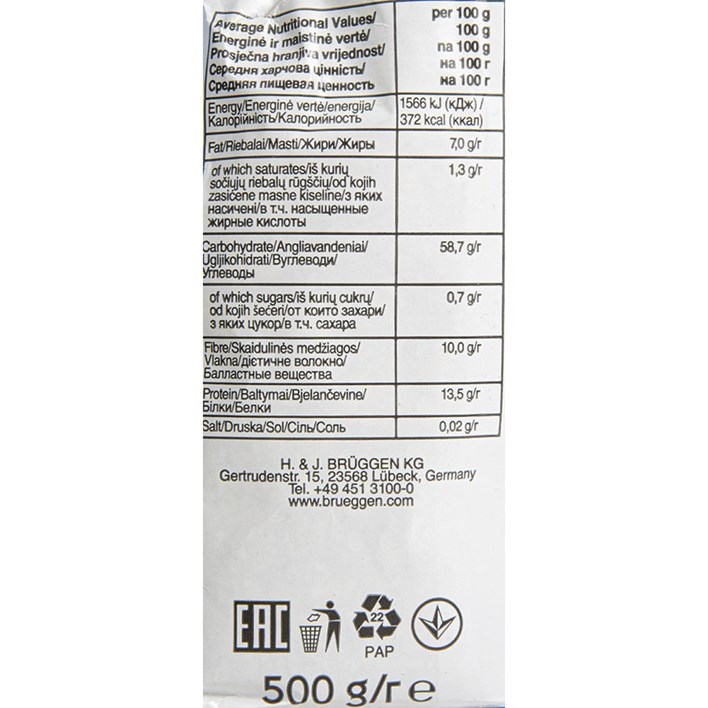 Average Nutritional Values/
Energinė ir maistinė vertė/
Prosječna hranjiva vrijednost/
Середня харчова цінність/
Средняя пищевая ценность
per 100 g
100 g
na 100 g
на 100 г
на 100 г
Energy/Energinė vertė/energija/
Калорійність/Калорийность
1566 kJ (кДж) /
372 kcal (ккал)
Fat/Riebalai/Masti/Жири/Жиры
7,0 g/г
of which saturates/iš kurių
sočiųjų riebalų rūgščių/od kojih
zasićene masne kiseline/з яких
насичені/в т.ч. насыщенные
жирные кислоты
1,3 g/г
Carbohydrate/Angliavandeniai/
Ugljikohidrati/Вуглеводи/
Углеводы
58,7 g/г
of which sugars/iš kurių cukrų/
od kojih šećeri/от които захари/
з яких цукор/в т.ч. сахара
0,7 g/г
Fibre/Skaidulinės medžiagos/
Vlakna/дієтичне волокно/
Балластные вещества
10,0 g/г
Protein/Baltymai/Bjelančevine/
Білки/Белки
13,5 g/г
Salt/Druska/Sol/Сіль/Соль
0,02 g/г
H. & J. BRÜGGEN KG
Gertrudenstr. 15, 23568 Lübeck, Germany
Tel. +49 451 3100-0
www.brueggen.com
EAC
22
PAP
500 g/г e